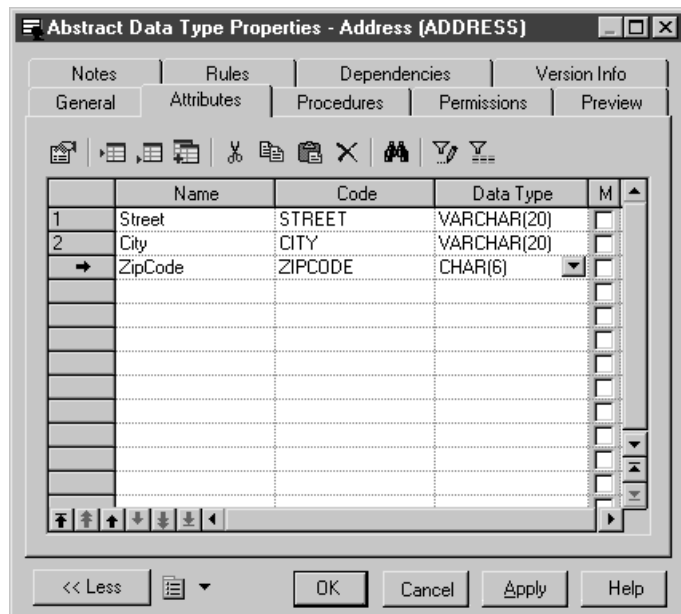 Abstract Data Type Properties - Address (ADDRESS)
Notes Rules Dependencies Version Info
General Attributes Procedures Permissions Preview
Name Code Data Type M
1 Street STREET VARCHAR(20)
2 City CITY VARCHAR(20)
ZipCode ZIPCODE CHAR(6)
<< Less OK Cancel Apply Help